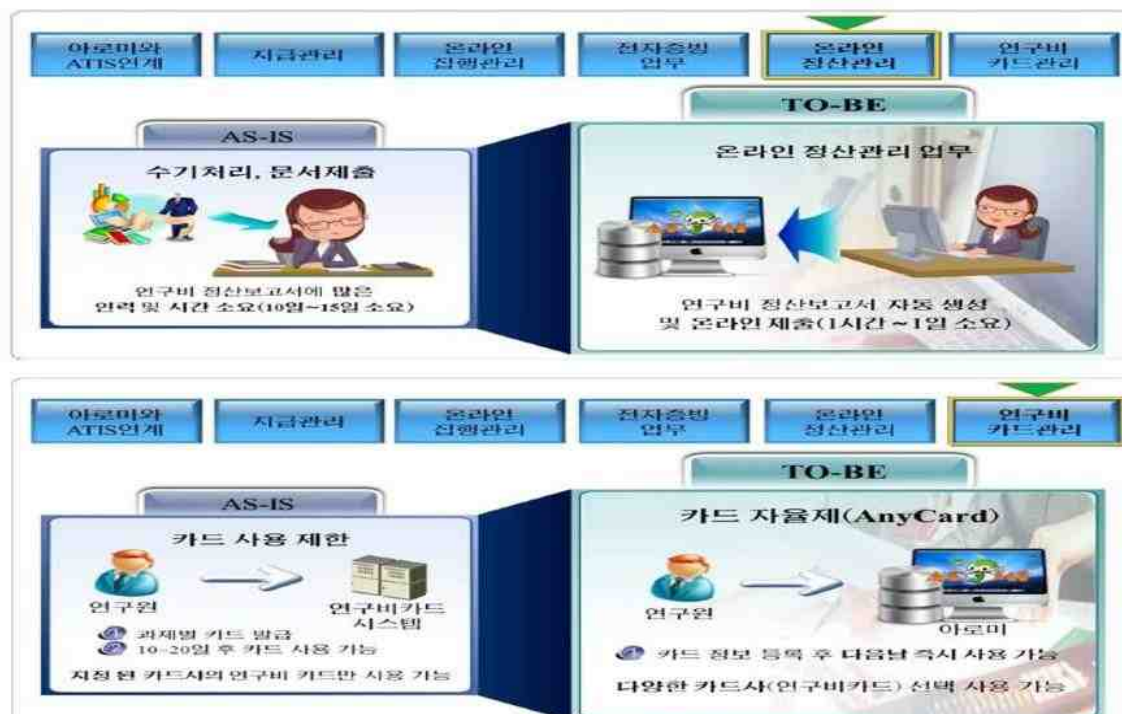 아로미와
ATIS연계
지급관리
온라인
집행관리
전자증빙
업무
온라인
정산관리
연구비
카드관리
AS-IS
수기처리, 문서제출
연구비 정산보고서에 많은
인력 및 시간 소요(10일~15일 소요)
TO-BE
온라인 정산관리 업무
연구비 정산보고서 자동 생성
및 온라인 제출(1시간 ~ 1일 소요)
아로미와
ATIS연계
지급관리
온라인
집행관리
전자증빙
업무
온라인
정산관리
연구비
카드관리
AS-IS
카드 사용 제한
연구원
연구비카드
시스템
과제별 카드 발급
10~20일 후 카드 사용 가능
지정 된 카드사의 연구비 카드만 사용 가능
TO-BE
카드 자율제(AnyCard)
연구원
아로미
카드 정보 등록 후 다음날 즉시 사용 가능
다양한 카드사(연구비카드) 선택 사용 가능